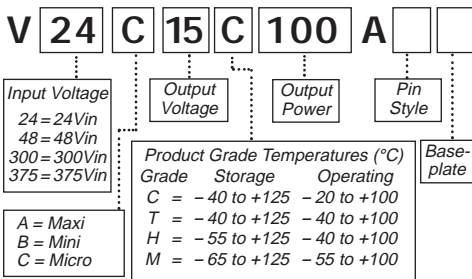 V 24 C 15 C 100 A
Input Voltage
24 = 24Vin
48 = 48Vin
300 = 300Vin
375 = 375Vin
Output
Voltage
Output
Power
Pin
Style
Base-
plate
Product Grade Temperatures (°C)
Grade Storage Operating
C = – 40 to +125 – 20 to +100
T = – 40 to +125 – 40 to +100
H = – 55 to +125 – 40 to +100
M = – 65 to +125 – 55 to +100
A = Maxi
B = Mini
C = Micro